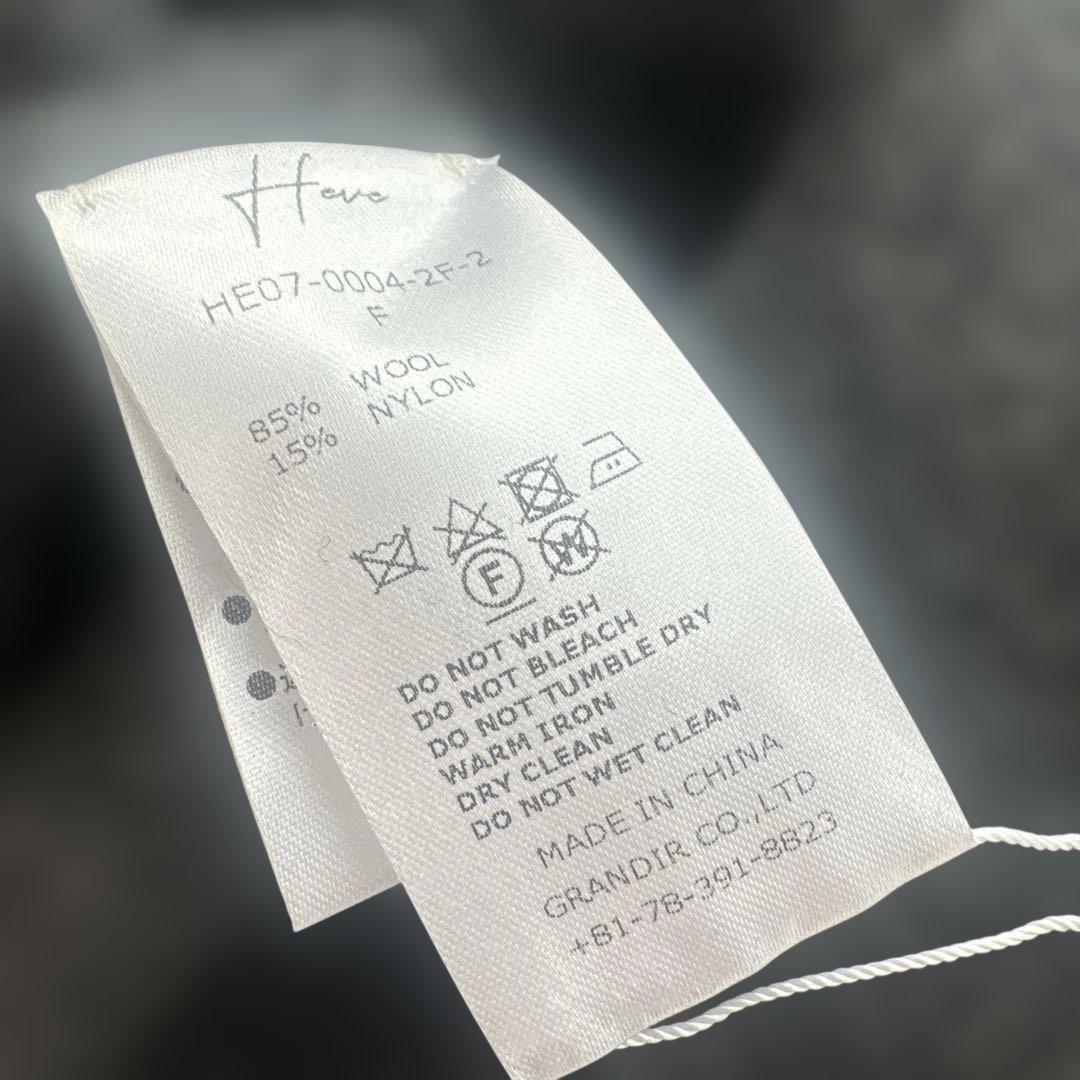 Heve
HE07-0004-2F-2
F
85% WOOL
15% NYLON
F
W
DO NOT WASH
DO NOT BLEACH
DO NOT TUMBLE DRY
WARM IRON
DRY CLEAN
DO NOT WET CLEAN
MADE IN CHINA
GRANDIR CO.,LTD
+81-78-391-8823